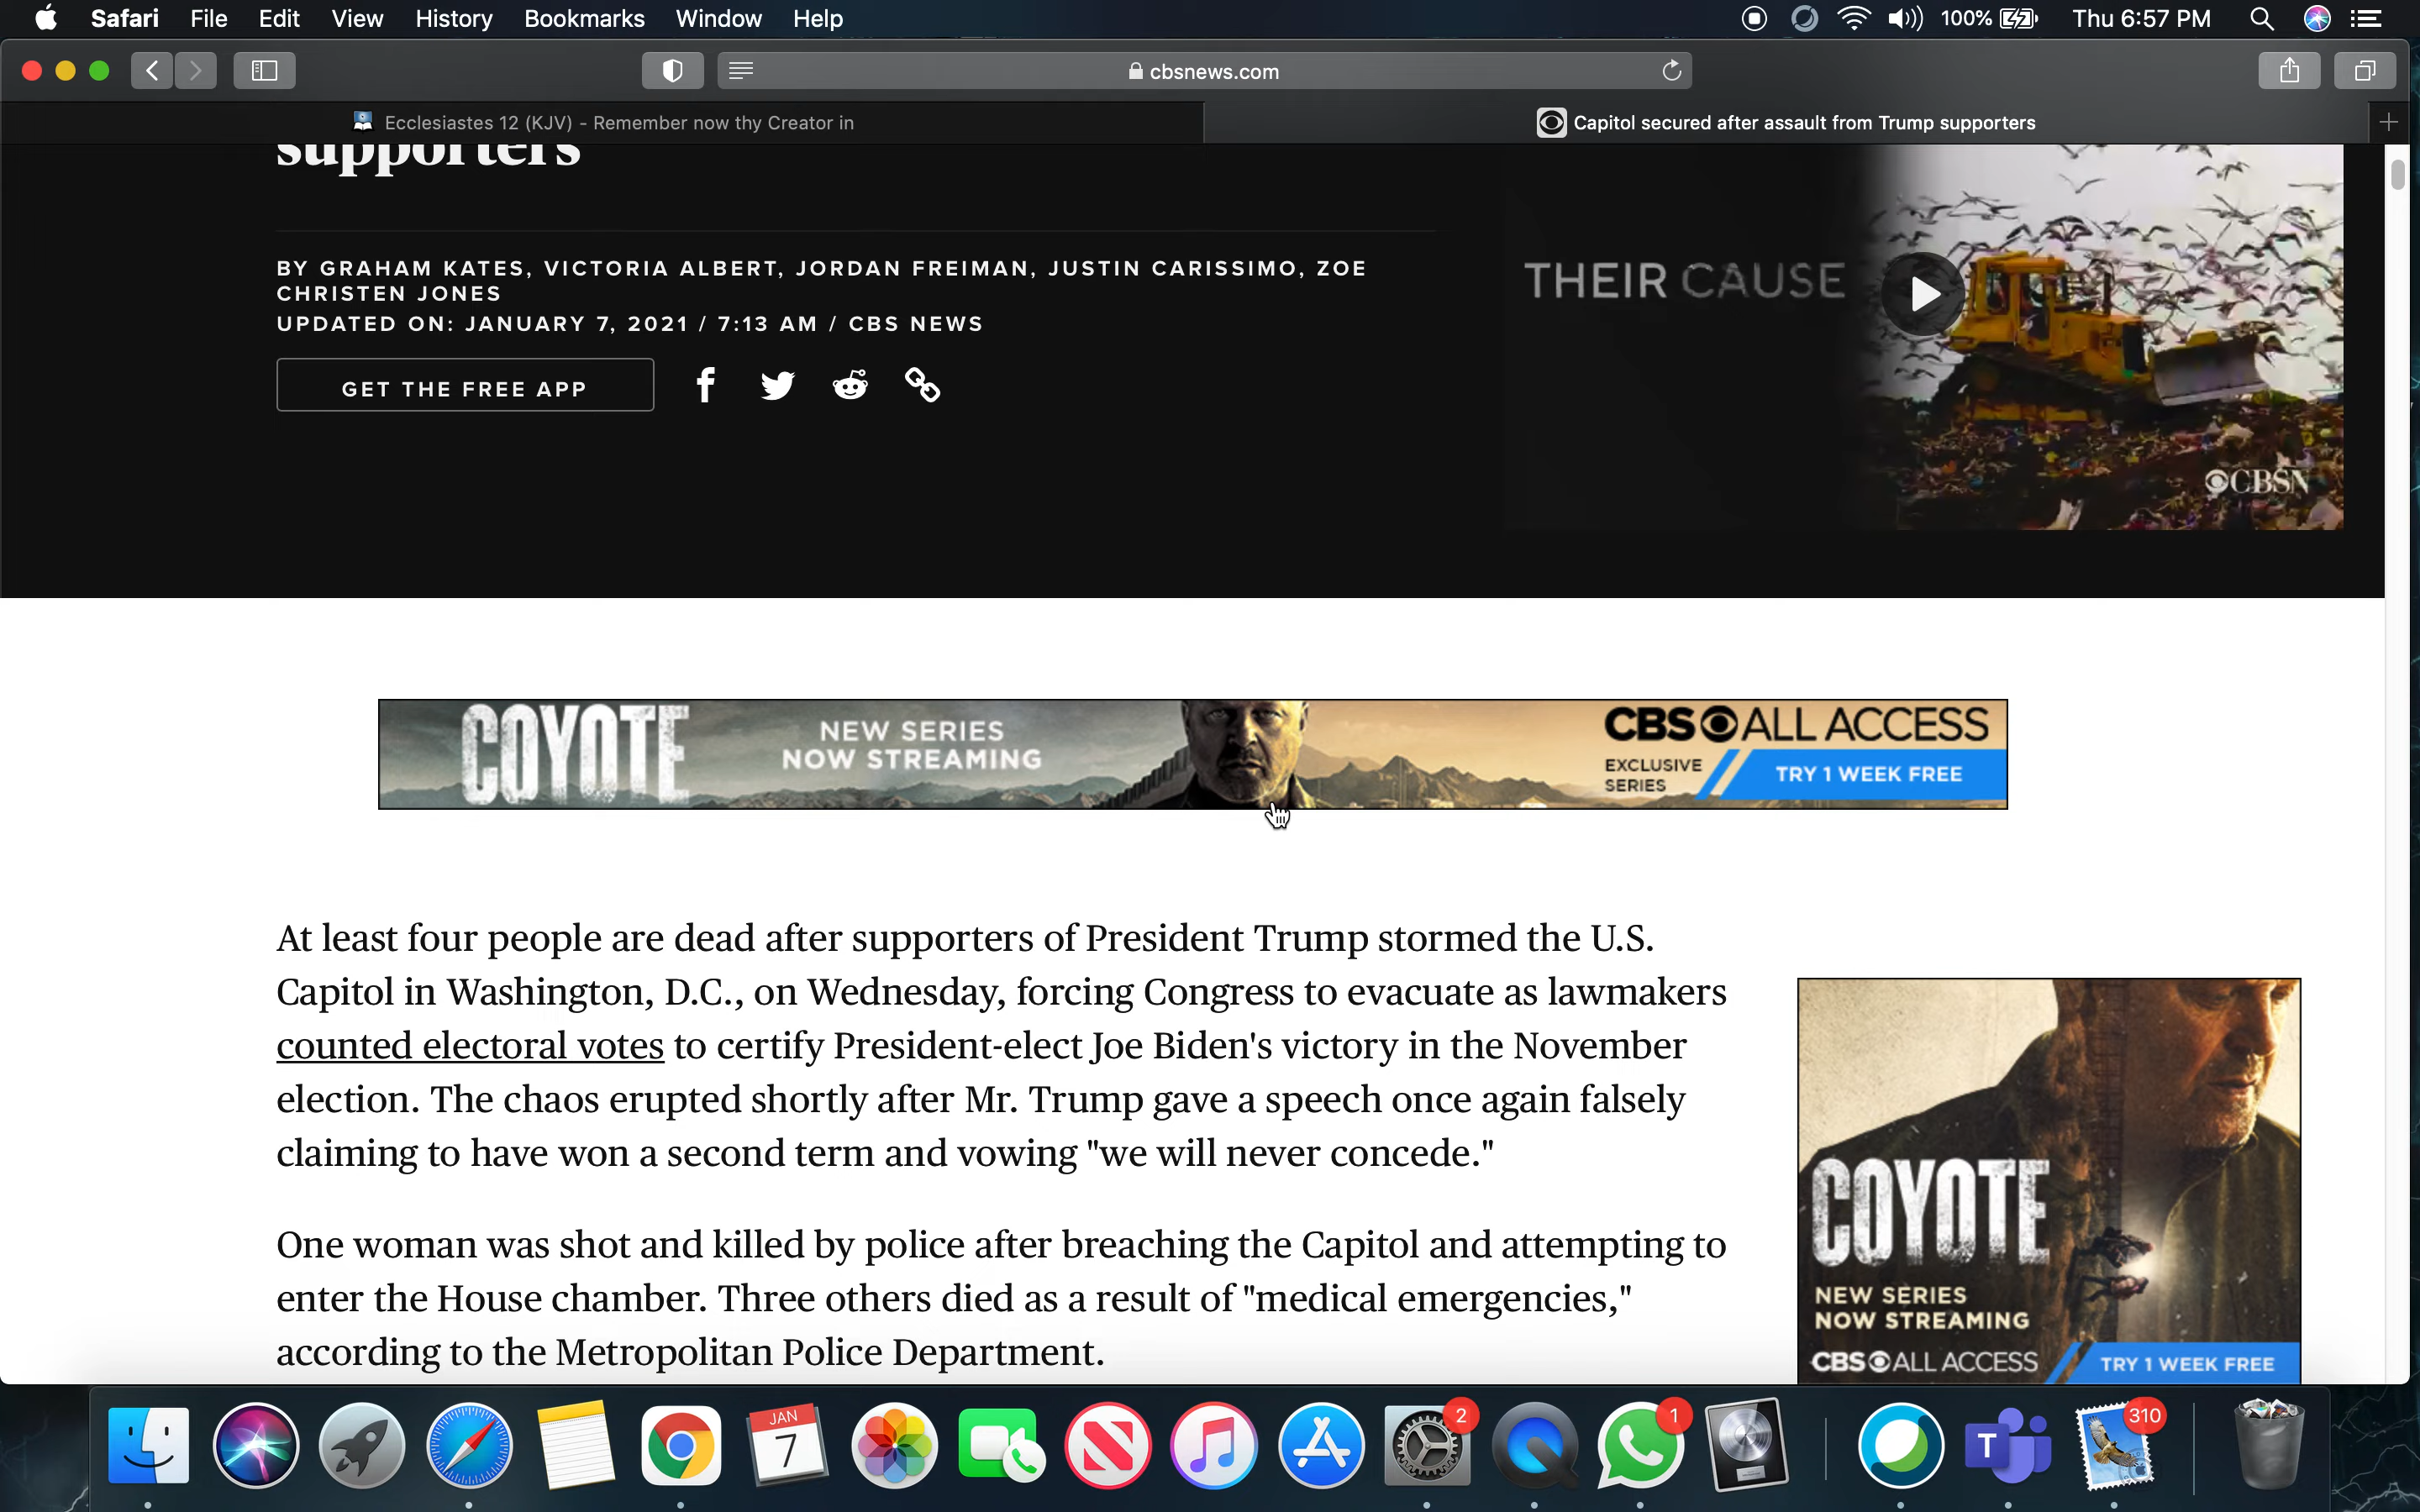 Safari File Edit View History Bookmarks Window Help 100% Thu 6:57 PM
cbsnews.com
Ecclesiastes 12 (KJV) - Remember now thy Creator in
Capitol secured after assault from Trump supporters
supporters
BY GRAHAM KATES, VICTORIA ALBERT, JORDAN FREIMAN, JUSTIN CARISSIMO, ZOE
CHRISTEN JONES
UPDATED ON: JANUARY 7, 2021 / 7:13 AM / CBS NEWS
GET THE FREE APP
THEIR CAUSE
CBSN
COYOTE
NEW SERIES
NOW STREAMING
CBS ALL ACCESS
EXCLUSIVE
SERIES
TRY 1 WEEK FREE
At least four people are dead after supporters of President Trump stormed the U.S.
Capitol in Washington, D.C., on Wednesday, forcing Congress to evacuate as lawmakers
counted electoral votes to certify President-elect Joe Biden's victory in the November
election. The chaos erupted shortly after Mr. Trump gave a speech once again falsely
claiming to have won a second term and vowing "we will never concede."
One woman was shot and killed by police after breaching the Capitol and attempting to
enter the House chamber. Three others died as a result of "medical emergencies,"
according to the Metropolitan Police Department.
COYOTE
NEW SERIES
NOW STREAMING
CBS ALL ACCESS
TRY 1 WEEK FREE
JAN
7
2
1
T
310